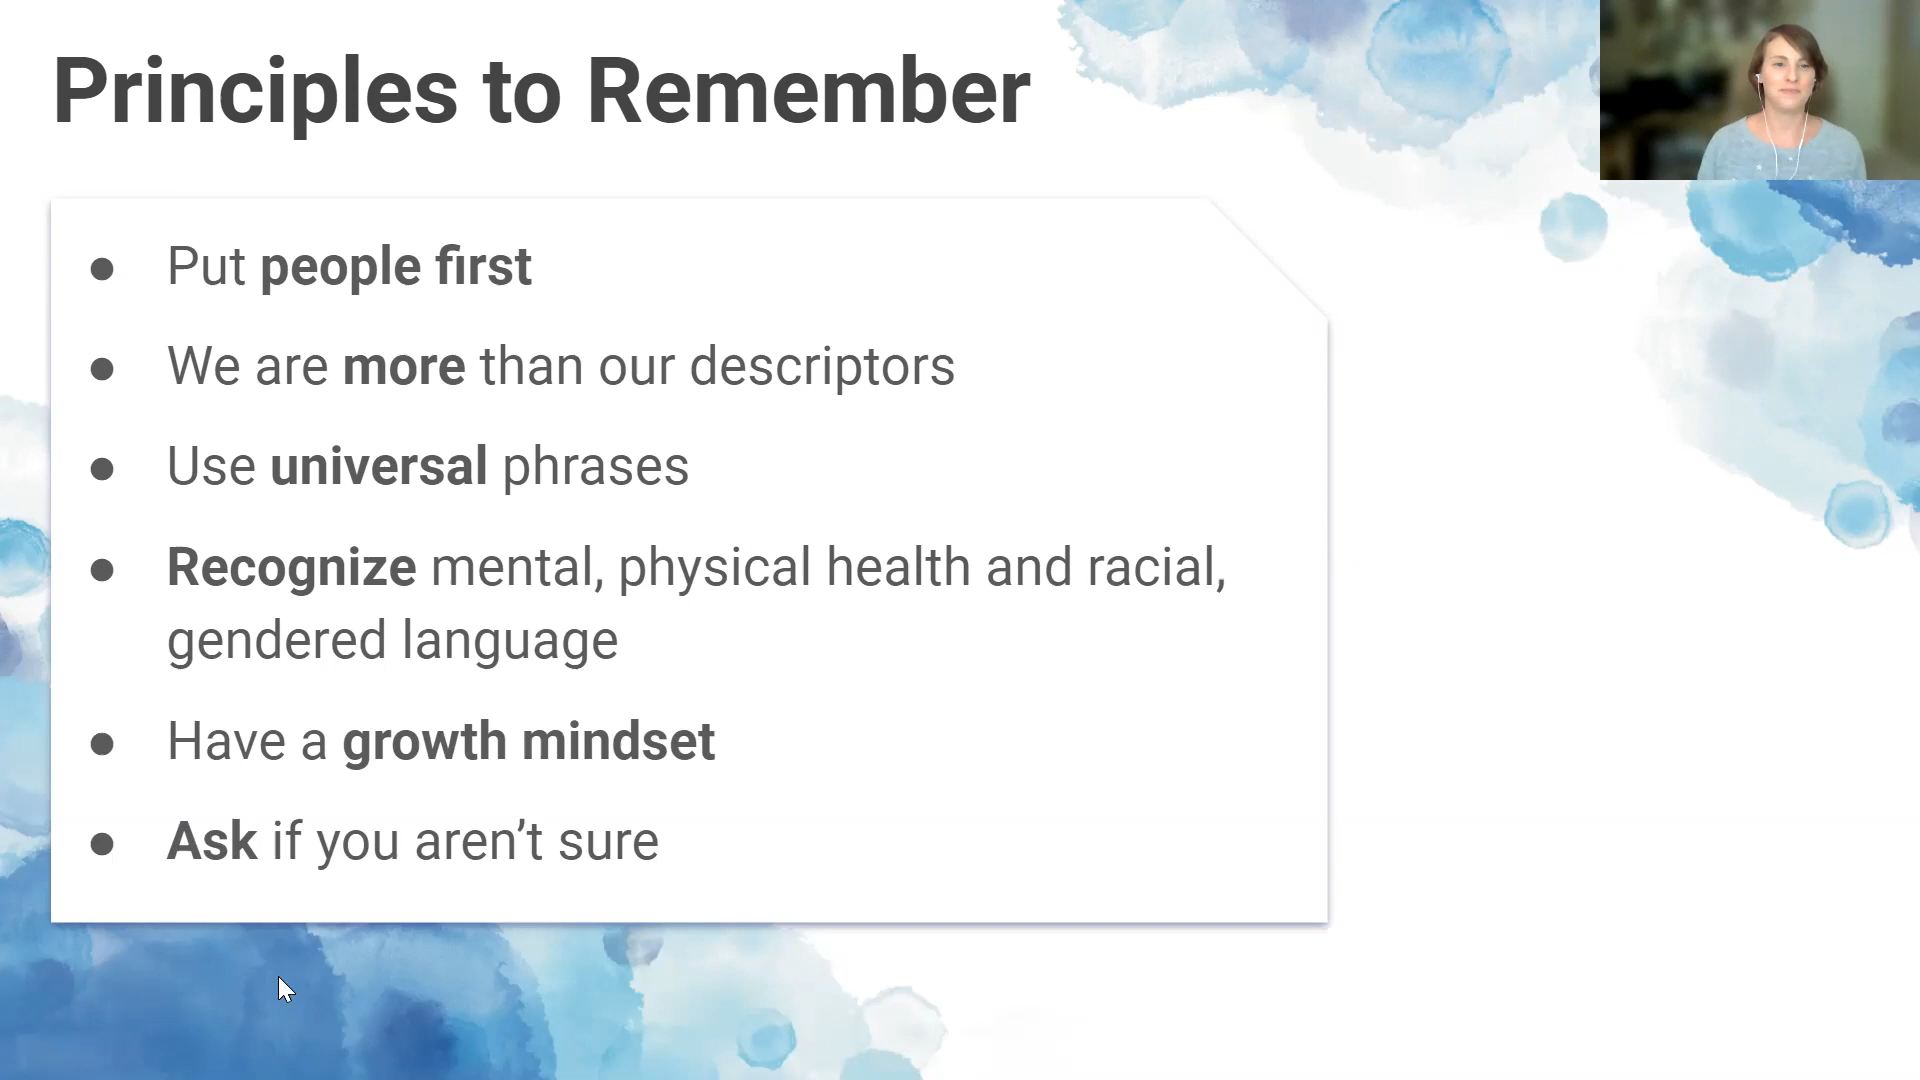 Principles to Remember
● Put people first
● We are more than our descriptors
● Use universal phrases
● Recognize mental, physical health and racial,
gendered language
● Have a growth mindset
● Ask if you aren’t sure